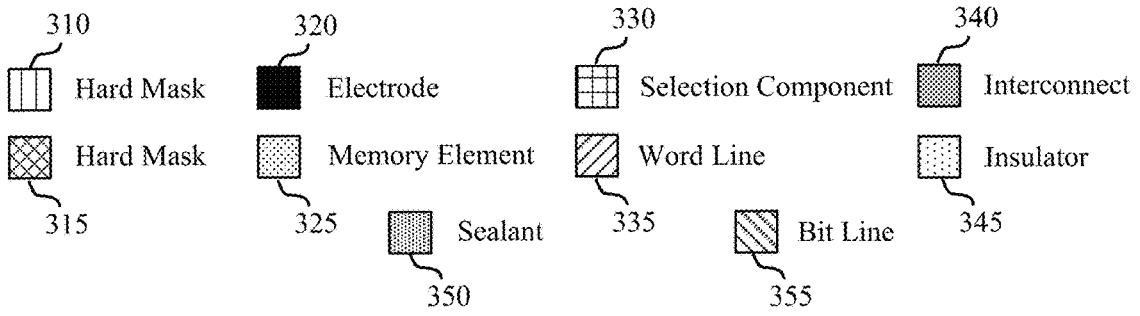 310 320 330 340
Hard Mask Electrode Selection Component Interconnect
Hard Mask Memory Element Word Line Insulator
315 325 335 345
Sealant Bit Line
350 355